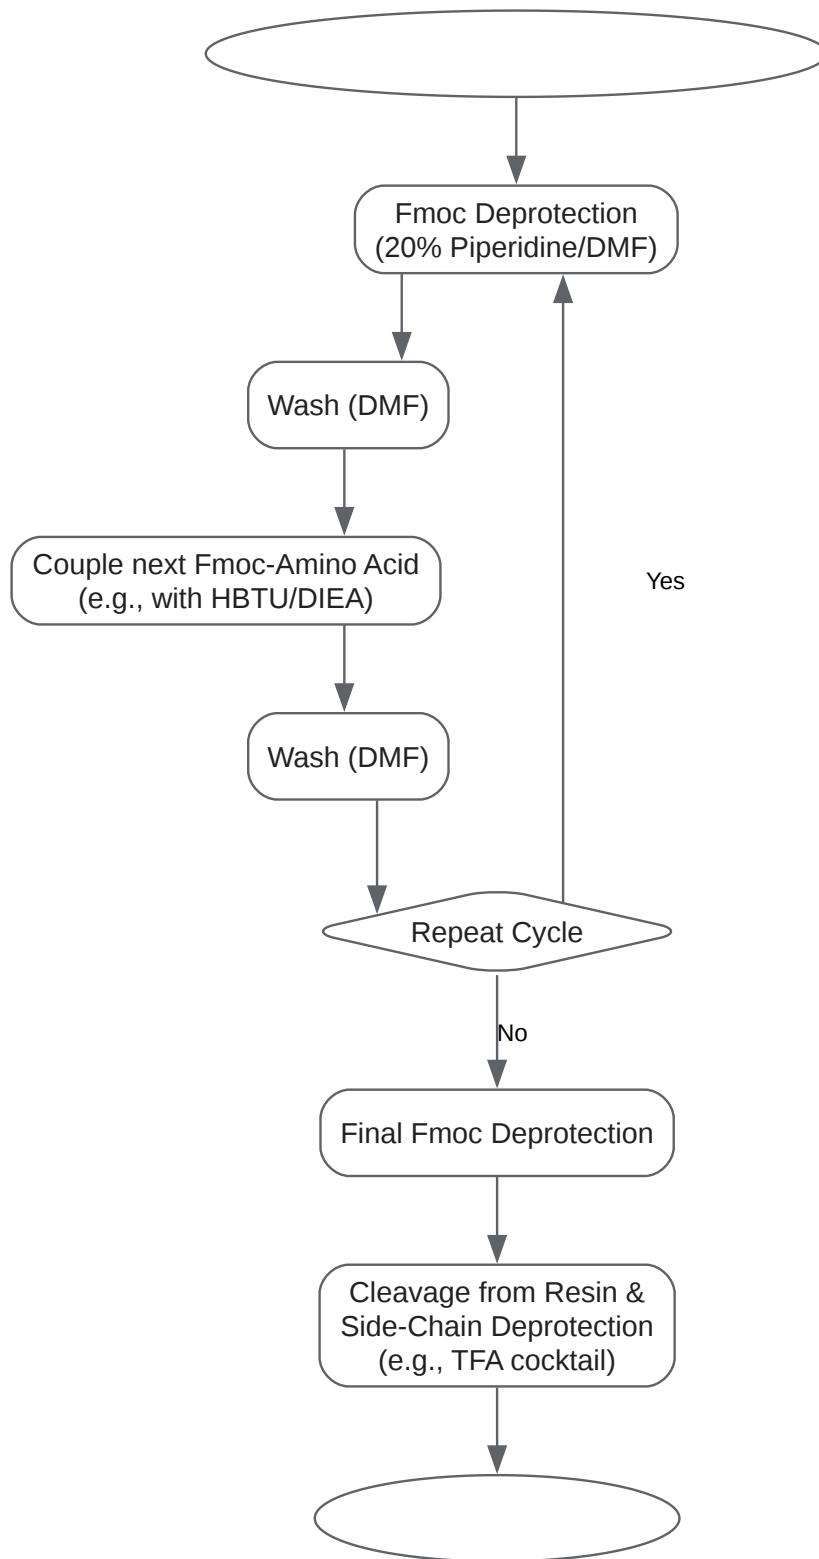 Fmoc Deprotection
(20% Piperidine/DMF)
Wash (DMF)
Couple next Fmoc-Amino Acid
(e.g., with HBTU/DIEA)
Yes
Wash (DMF)
Repeat Cycle
No
Final Fmoc Deprotection
Cleavage from Resin &
Side-Chain Deprotection
(e.g., TFA cocktail)